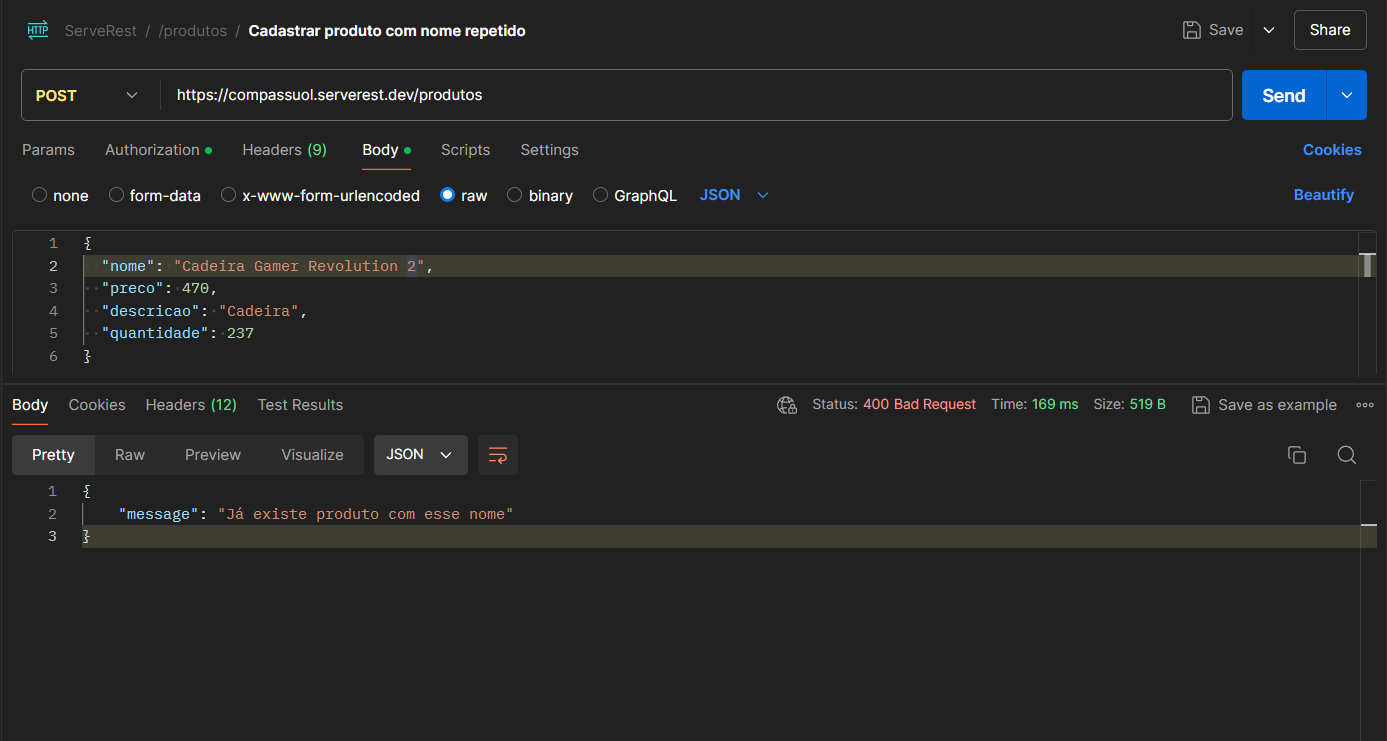 HTTP ServeRest / /produtos / Cadastrar produto com nome repetido Save Share
POST https://compassuol.serverest.dev/produtos Send
Params Authorization Headers (9) Body Scripts Settings Cookies
none form-data x-www-form-urlencoded raw binary GraphQL JSON Beautify
1 {
2 "nome": "Cadeira Gamer Revolution 2",
3 "preco": 470,
4 "descricao": "Cadeira",
5 "quantidade": 237
6 }
Body Cookies Headers (12) Test Results Status: 400 Bad Request Time: 169 ms Size: 519 B Save as example
Pretty Raw Preview Visualize JSON
1 {
2 "message": "Já existe produto com esse nome"
3 }